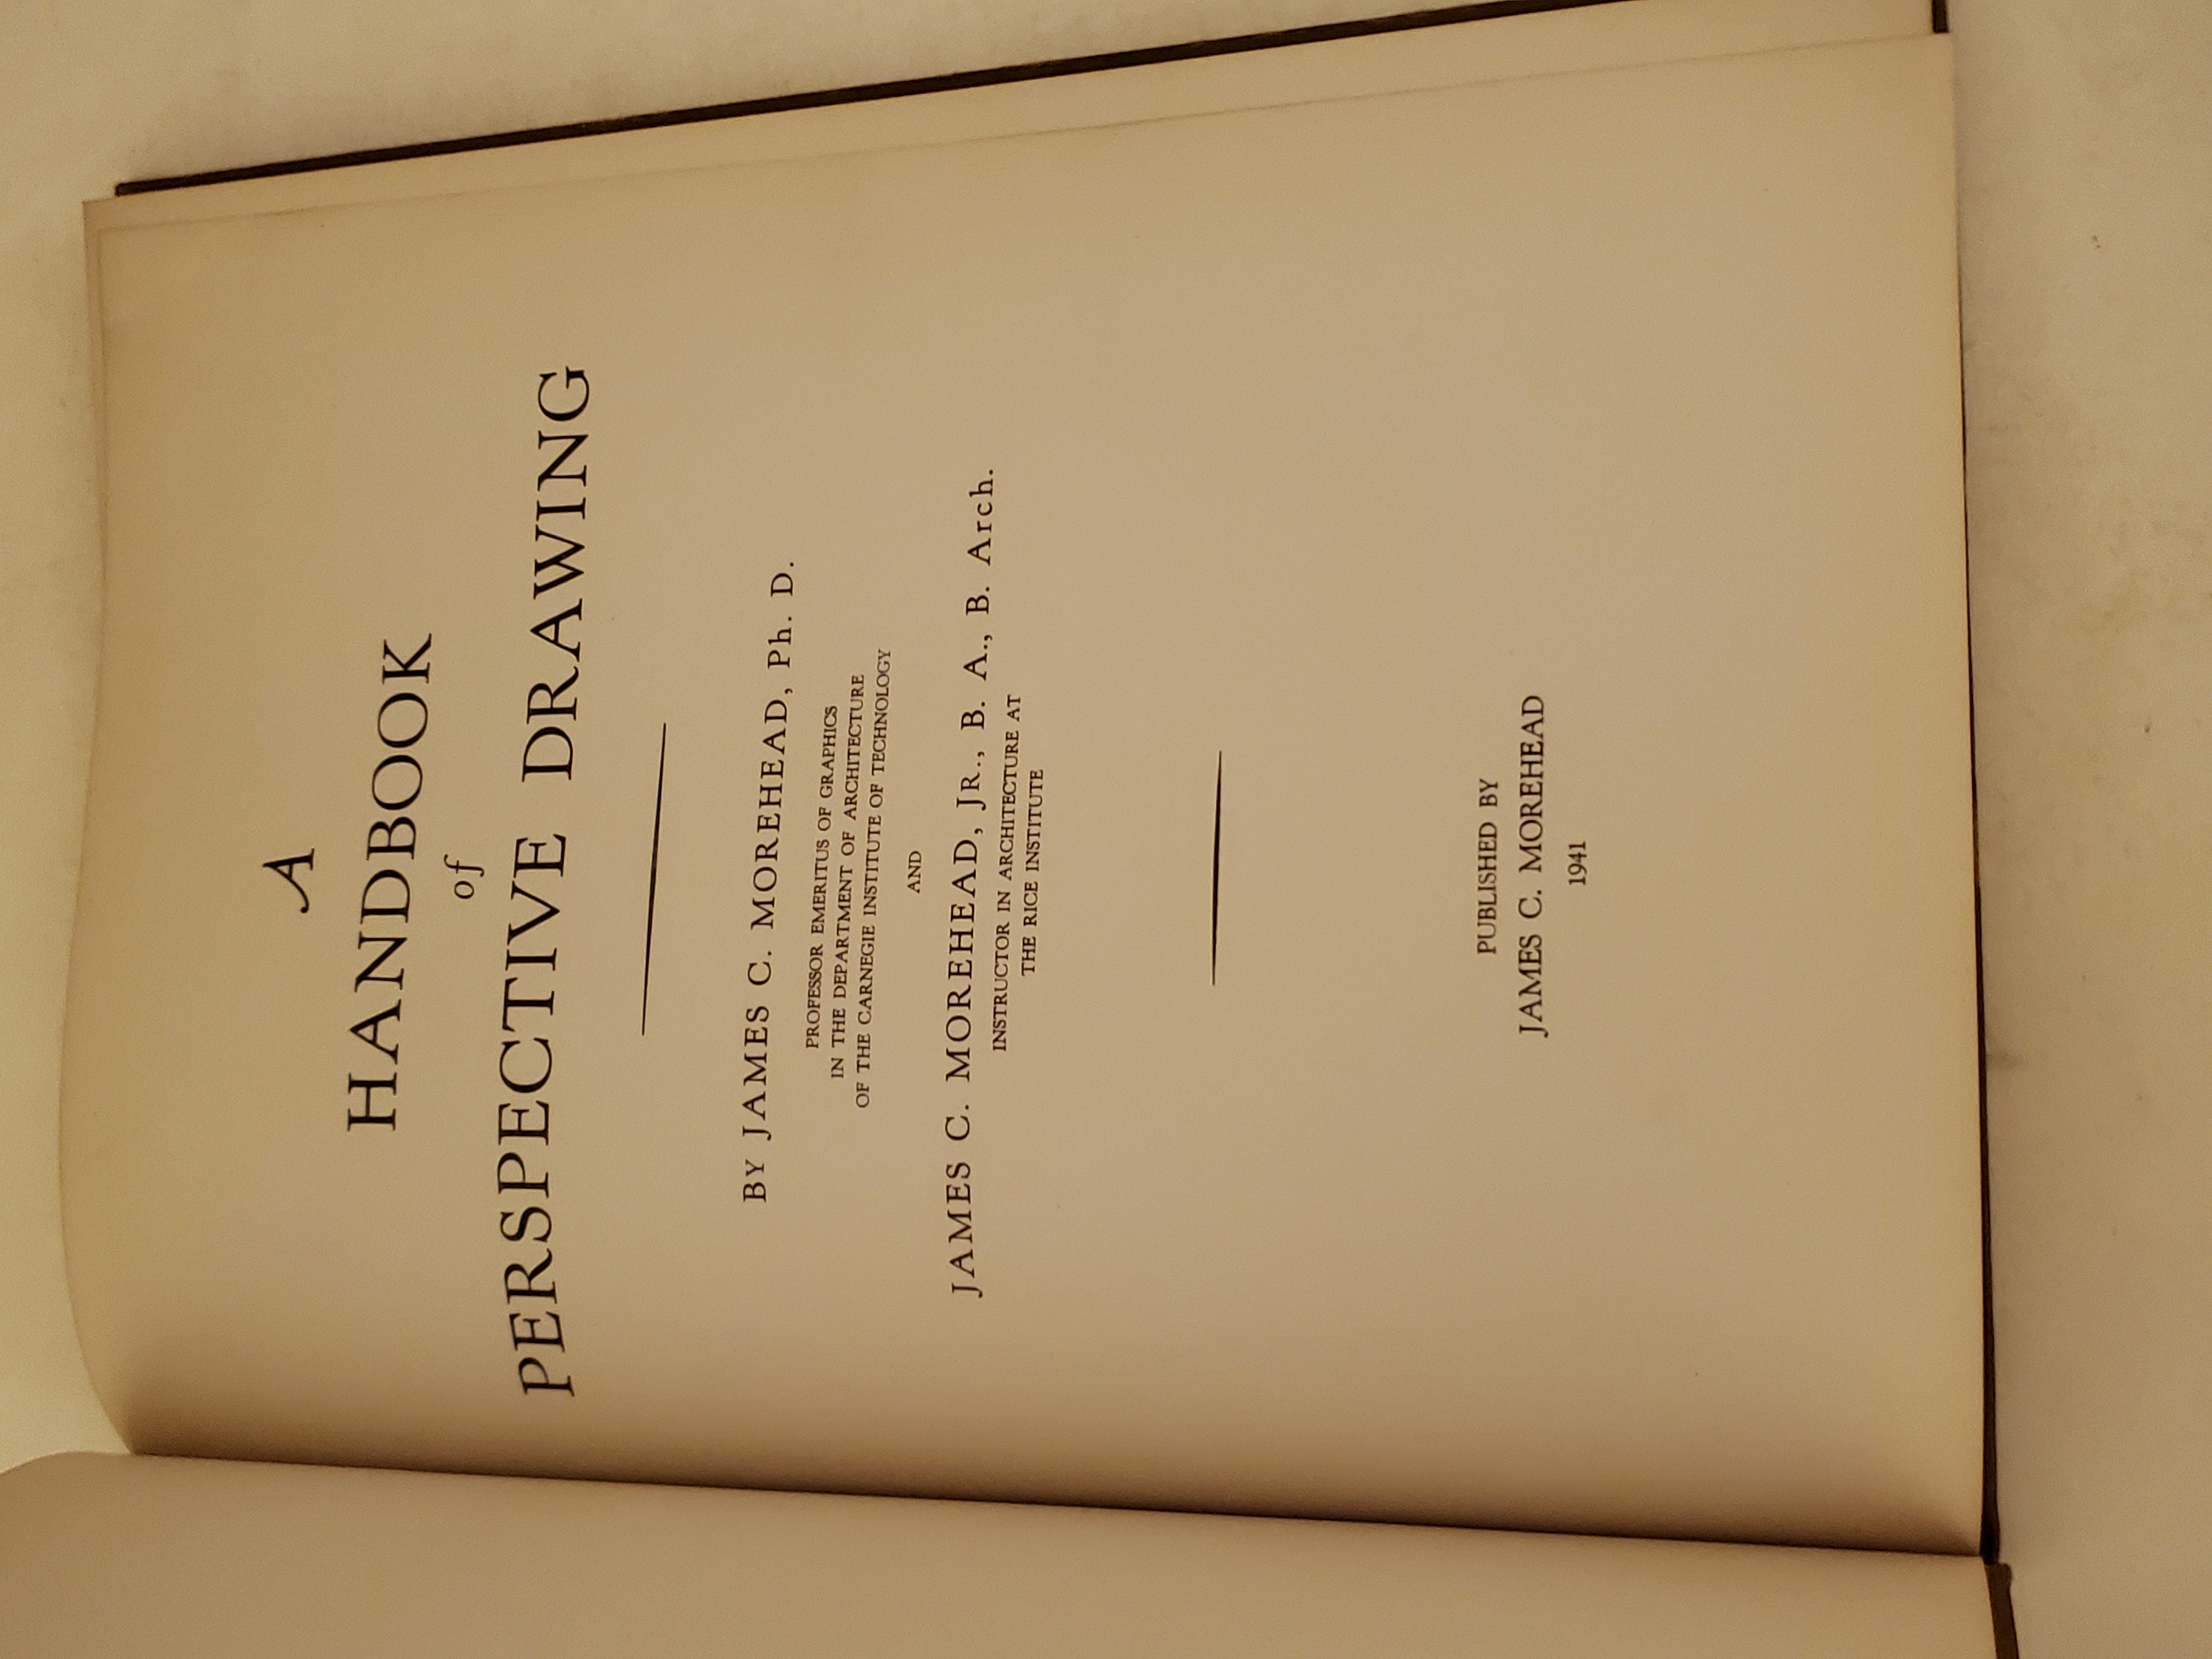 A
HANDBOOK
of
PERSPECTIVE DRAWING
BY JAMES C. MOREHEAD, Ph. D.
PROFESSOR EMERITUS OF GRAPHICS
IN THE DEPARTMENT OF ARCHITECTURE
OF THE CARNEGIE INSTITUTE OF TECHNOLOGY
AND
JAMES C. MOREHEAD, JR., B. A., B. Arch.
INSTRUCTOR IN ARCHITECTURE AT
THE RICE INSTITUTE
PUBLISHED BY
JAMES C. MOREHEAD
1941